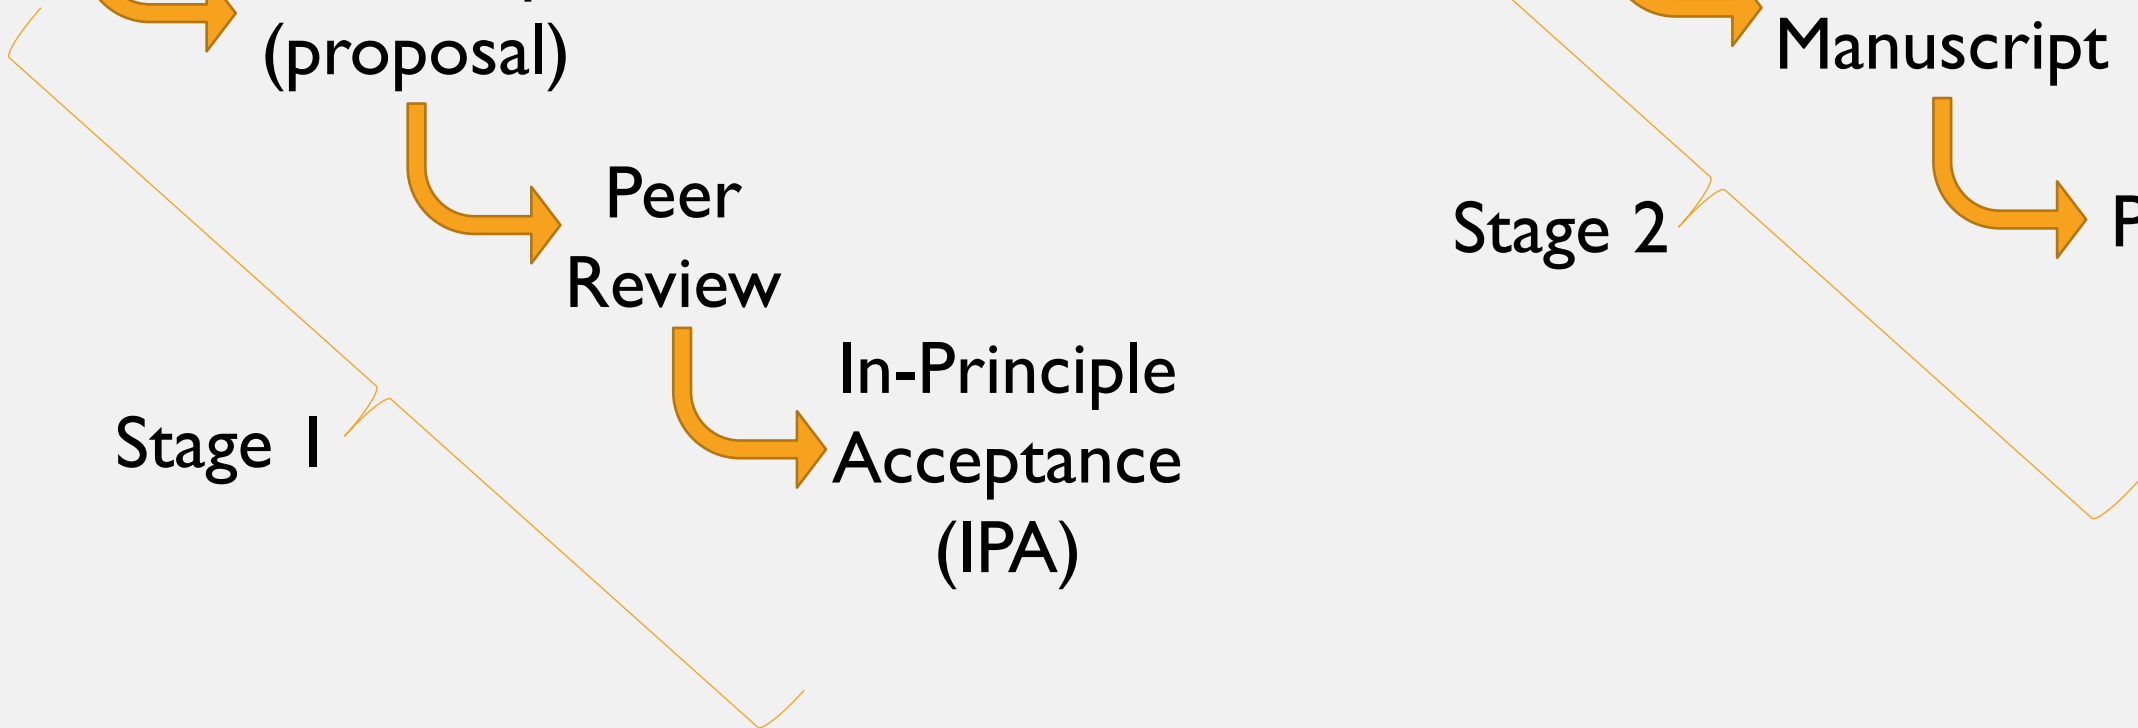 (proposal)
Peer
Review
In-Principle
Acceptance
(IPA)
Stage 1
Manuscript
Stage 2